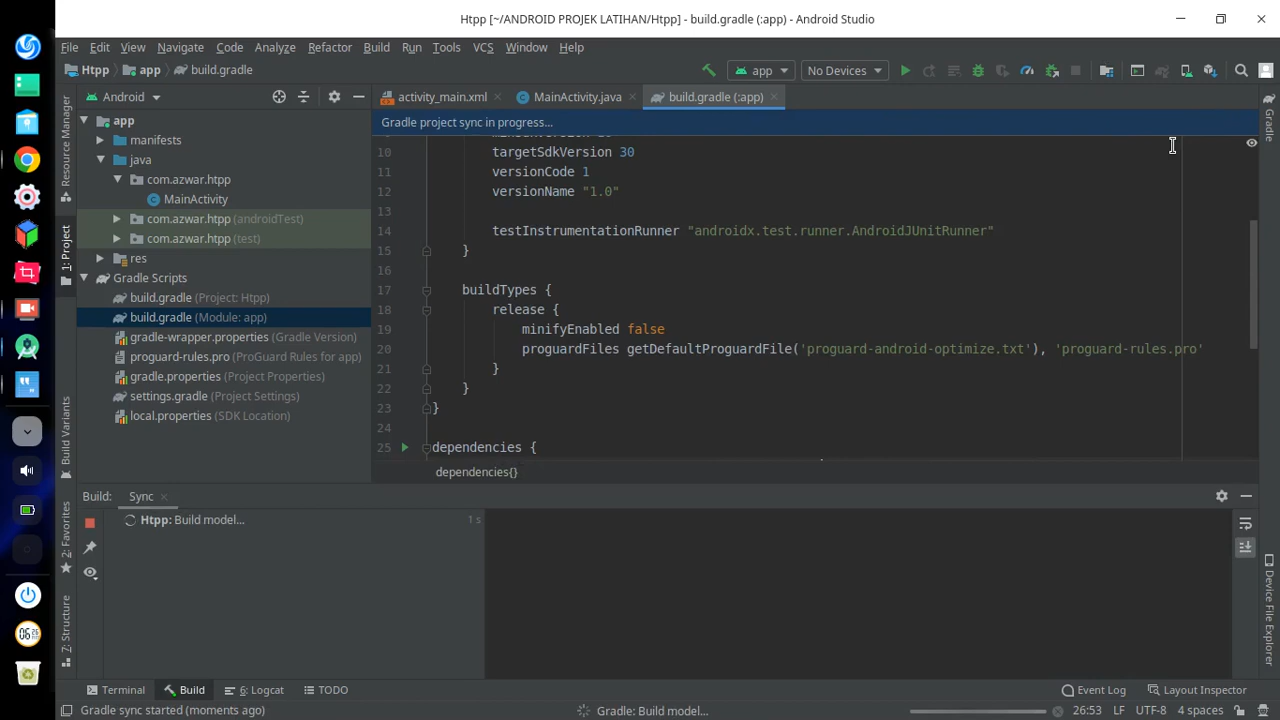 Htpp [~/ANDROID PROJEK LATIHAN/Htpp] - build.gradle (:app) - Android Studio
File Edit View Navigate Code Analyze Refactor Build Run Tools VCS Window Help
Htpp app build.gradle
app No Devices
Android
activity_main.xml MainActivity.java build.gradle (:app)
Gradle project sync in progress...
Resource Manager
1: Project
Build Variants
2: Favorites
7: Structure
app
manifests
java
com.azwar.htpp
MainActivity
com.azwar.htpp (androidTest)
com.azwar.htpp (test)
res
Gradle Scripts
build.gradle (Project: Htpp)
build.gradle (Module: app)
gradle-wrapper.properties (Gradle Version)
proguard-rules.pro (ProGuard Rules for app)
gradle.properties (Project Properties)
settings.gradle (Project Settings)
local.properties (SDK Location)
10 targetSdkVersion 30
11 versionCode 1
12 versionName "1.0"
13
14 testInstrumentationRunner "androidx.test.runner.AndroidJUnitRunner"
15 }
16
17 buildTypes {
18 release {
19 minifyEnabled false
20 proguardFiles getDefaultProguardFile('proguard-android-optimize.txt'), 'proguard-rules.pro'
21 }
22 }
23 }
24
25 dependencies {
dependencies{}
Gradle
Device File Explorer
Build: Sync
Htpp: Build model... 1 s
Terminal Build 6: Logcat TODO Event Log Layout Inspector
Gradle sync started (moments ago) Gradle: Build model... 26:53 LF UTF-8 4 spaces